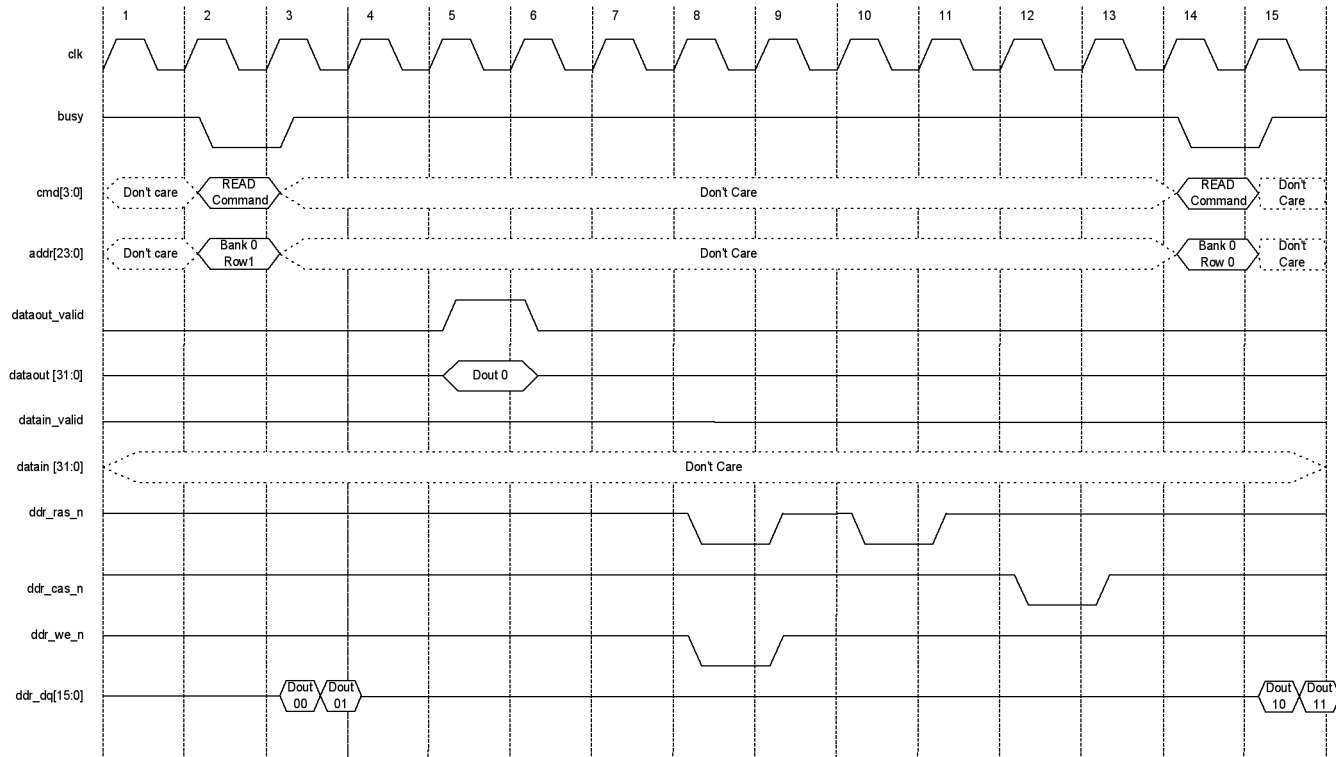 1 2 3 4 5 6 7 8 9 10 11 12 13 14 15
clk
busy
cmd[3:0] Don't care READ Don't Care READ Don't
Command Command Care
addr[23:0] Don't care Bank 0 Don't Care Bank 0 Don't
Row1 Row 0 Care
dataout_valid
dataout [31:0] Dout 0
datain_valid
datain [31:0] Don't Care
ddr_ras_n
ddr_cas_n
ddr_we_n
ddr_dq[15:0] Dout Dout Dout Dout
00 01 10 11